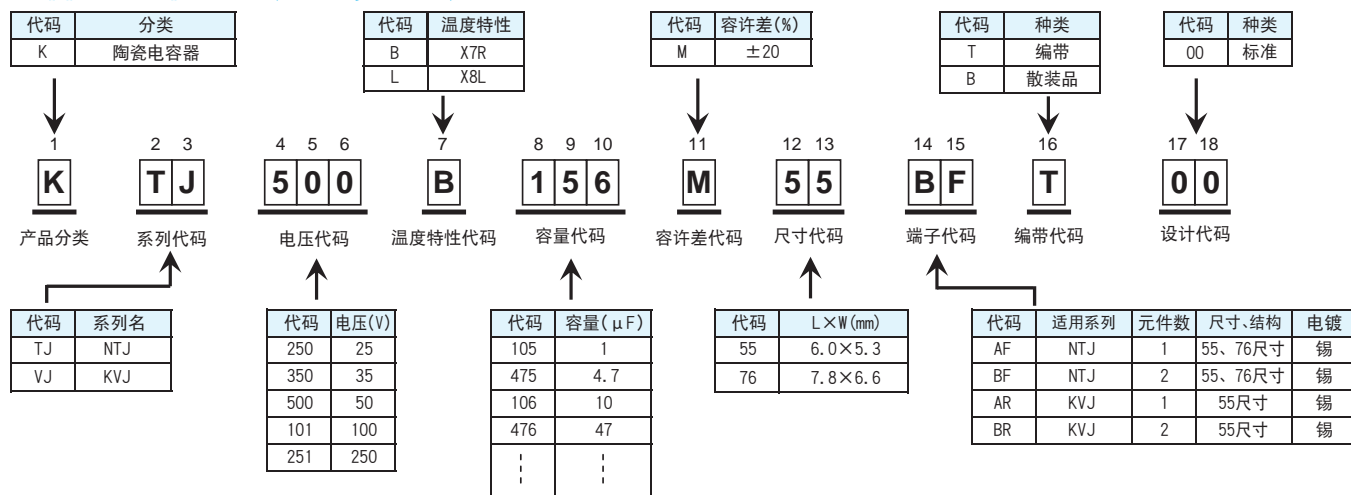 代码 分类
K 陶瓷电容器
代码 温度特性
B X7R
L X8L
代码 容许差(%)
M ±20
代码 种类
T 编带
B 散装品
代码 种类
00 标准
1 2 3 4 5 6 7 8 9 10 11 12 13 14 15 16 17 18
K T J 5 0 0 B 1 5 6 M 5 5 B F T 0 0
产品分类 系列代码 电压代码 温度特性代码 容量代码 容许差代码 尺寸代码 端子代码 编带代码 设计代码
代码 系列名
TJ NTJ
VJ KVJ
代码 电压(V)
250 25
350 35
500 50
101 100
251 250
代码 容量(μF)
105 1
475 4.7
106 10
476 47
代码 L×W(mm)
55 6.0×5.3
76 7.8×6.6
代码 适用系列 元件数 尺寸、结构 电镀
AF NTJ 1 55、76尺寸 锡
BF NTJ 2 55、76尺寸 锡
AR KVJ 1 55尺寸 锡
BR KVJ 2 55尺寸 锡